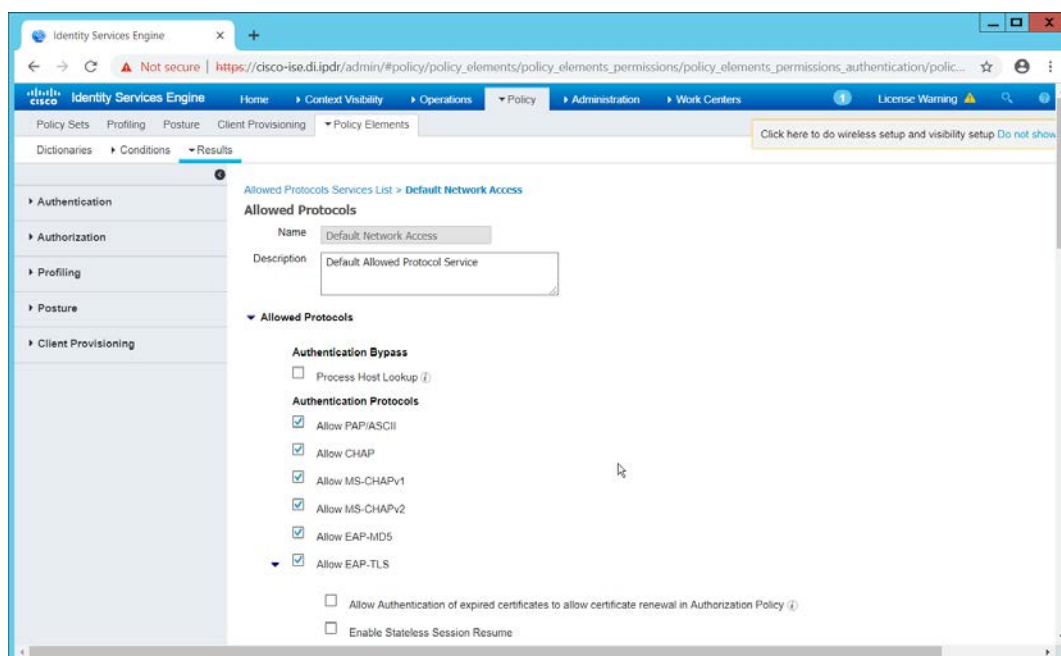 Identity Services Engine
Not secure | https://cisco-ise.di.ipdr/admin/#policy/policy_elements/policy_elements_permissions/policy_elements_permissions_authentication/polic...
CISCO Identity Services Engine Home Context Visibility Operations Policy Administration Work Centers 1 License Warning
Policy Sets Profiling Posture Client Provisioning Policy Elements
Click here to do wireless setup and visibility setup Do not show
Dictionaries Conditions Results
Authentication
Authorization
Profiling
Posture
Client Provisioning
Allowed Protocols Services List > Default Network Access
Allowed Protocols
Name Default Network Access
Description Default Allowed Protocol Service
Allowed Protocols
Authentication Bypass
Process Host Lookup
Authentication Protocols
Allow PAP/ASCII
Allow CHAP
Allow MS-CHAPv1
Allow MS-CHAPv2
Allow EAP-MD5
Allow EAP-TLS
Allow Authentication of expired certificates to allow certificate renewal in Authorization Policy
Enable Stateless Session Resume